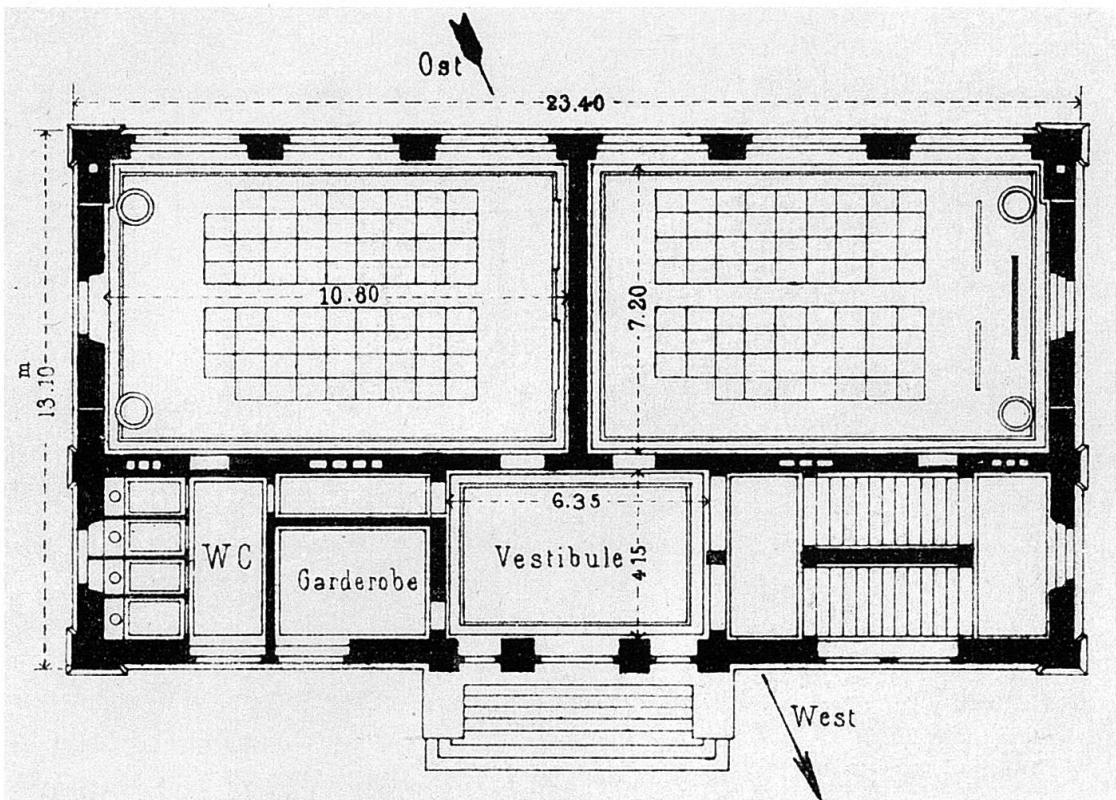 Ost
23.40
10.80
7.20
13.10 m
6.35
WC
Garderobe
Vestibule
4 15
West